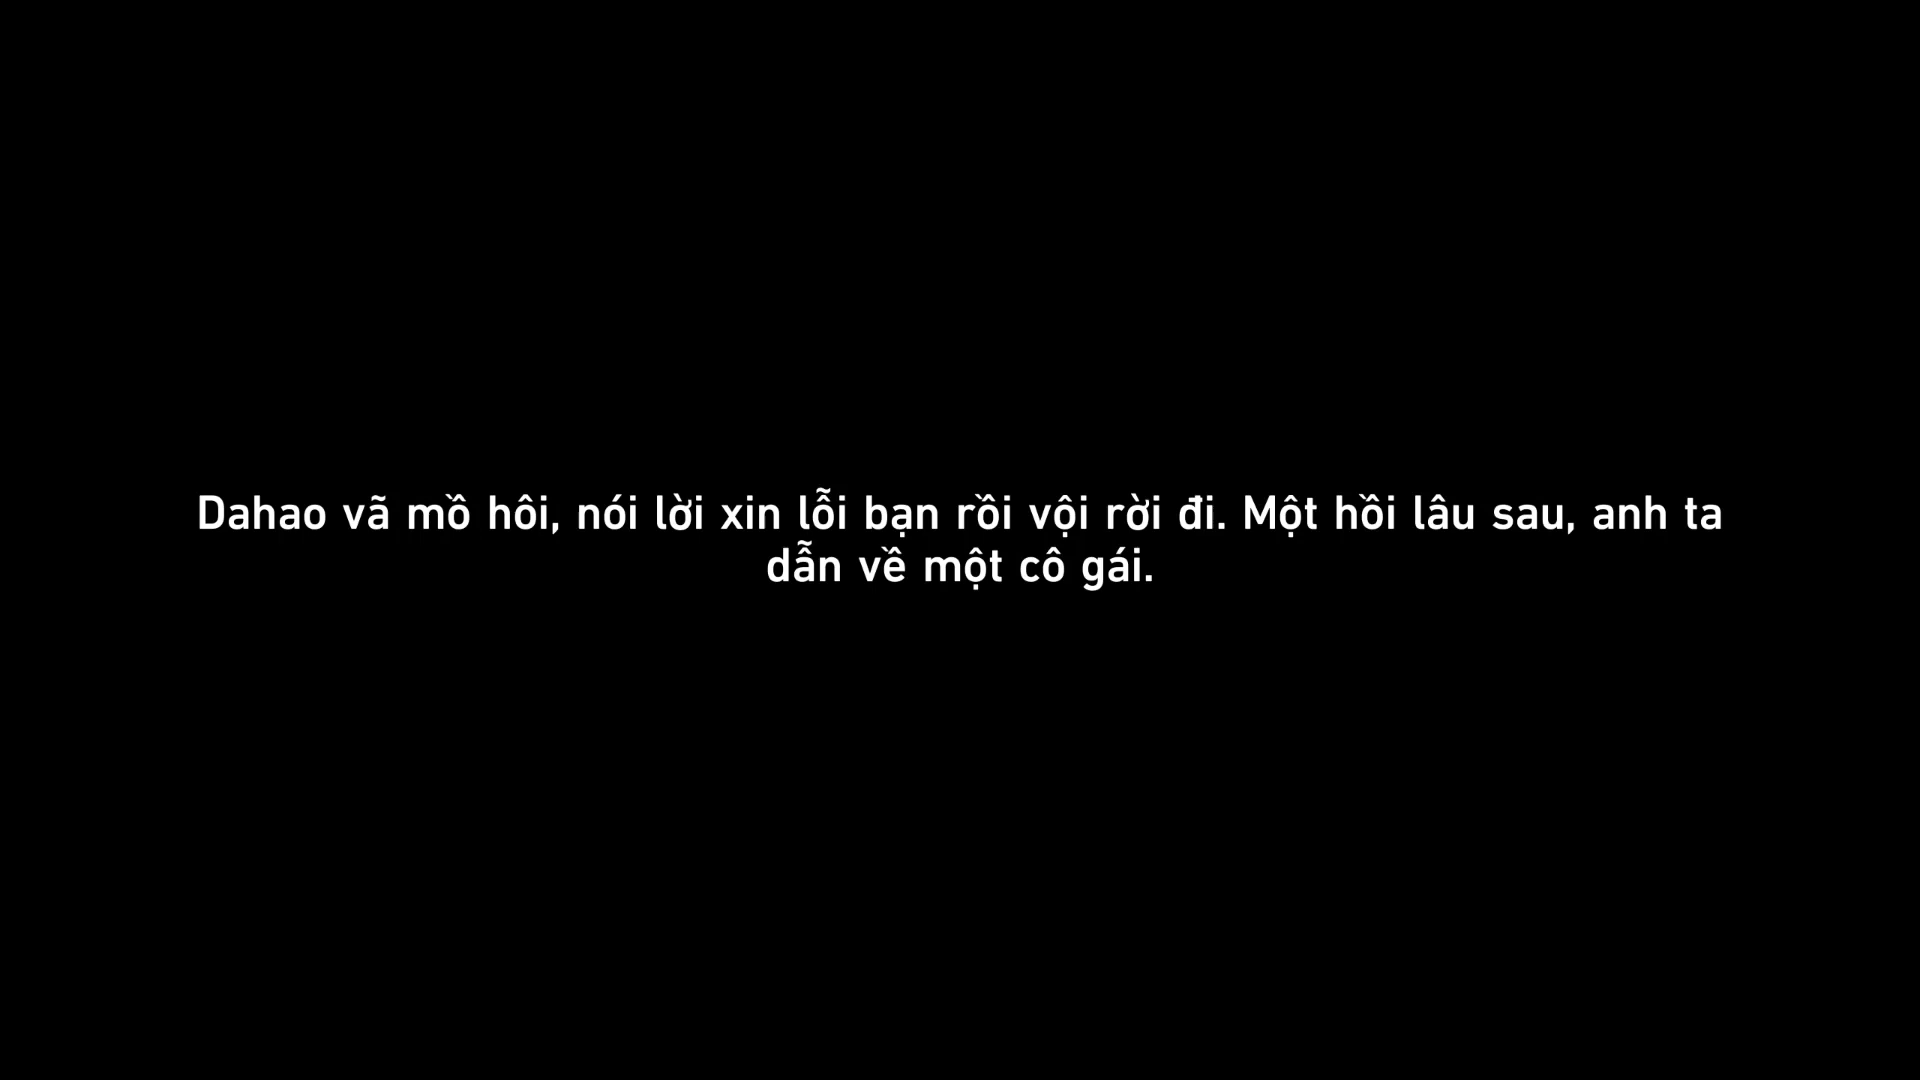 Dahao vã mồ hôi, nói lời xin lỗi bạn rồi vội rời đi. Một hồi lâu sau, anh ta
dẫn về một cô gái.